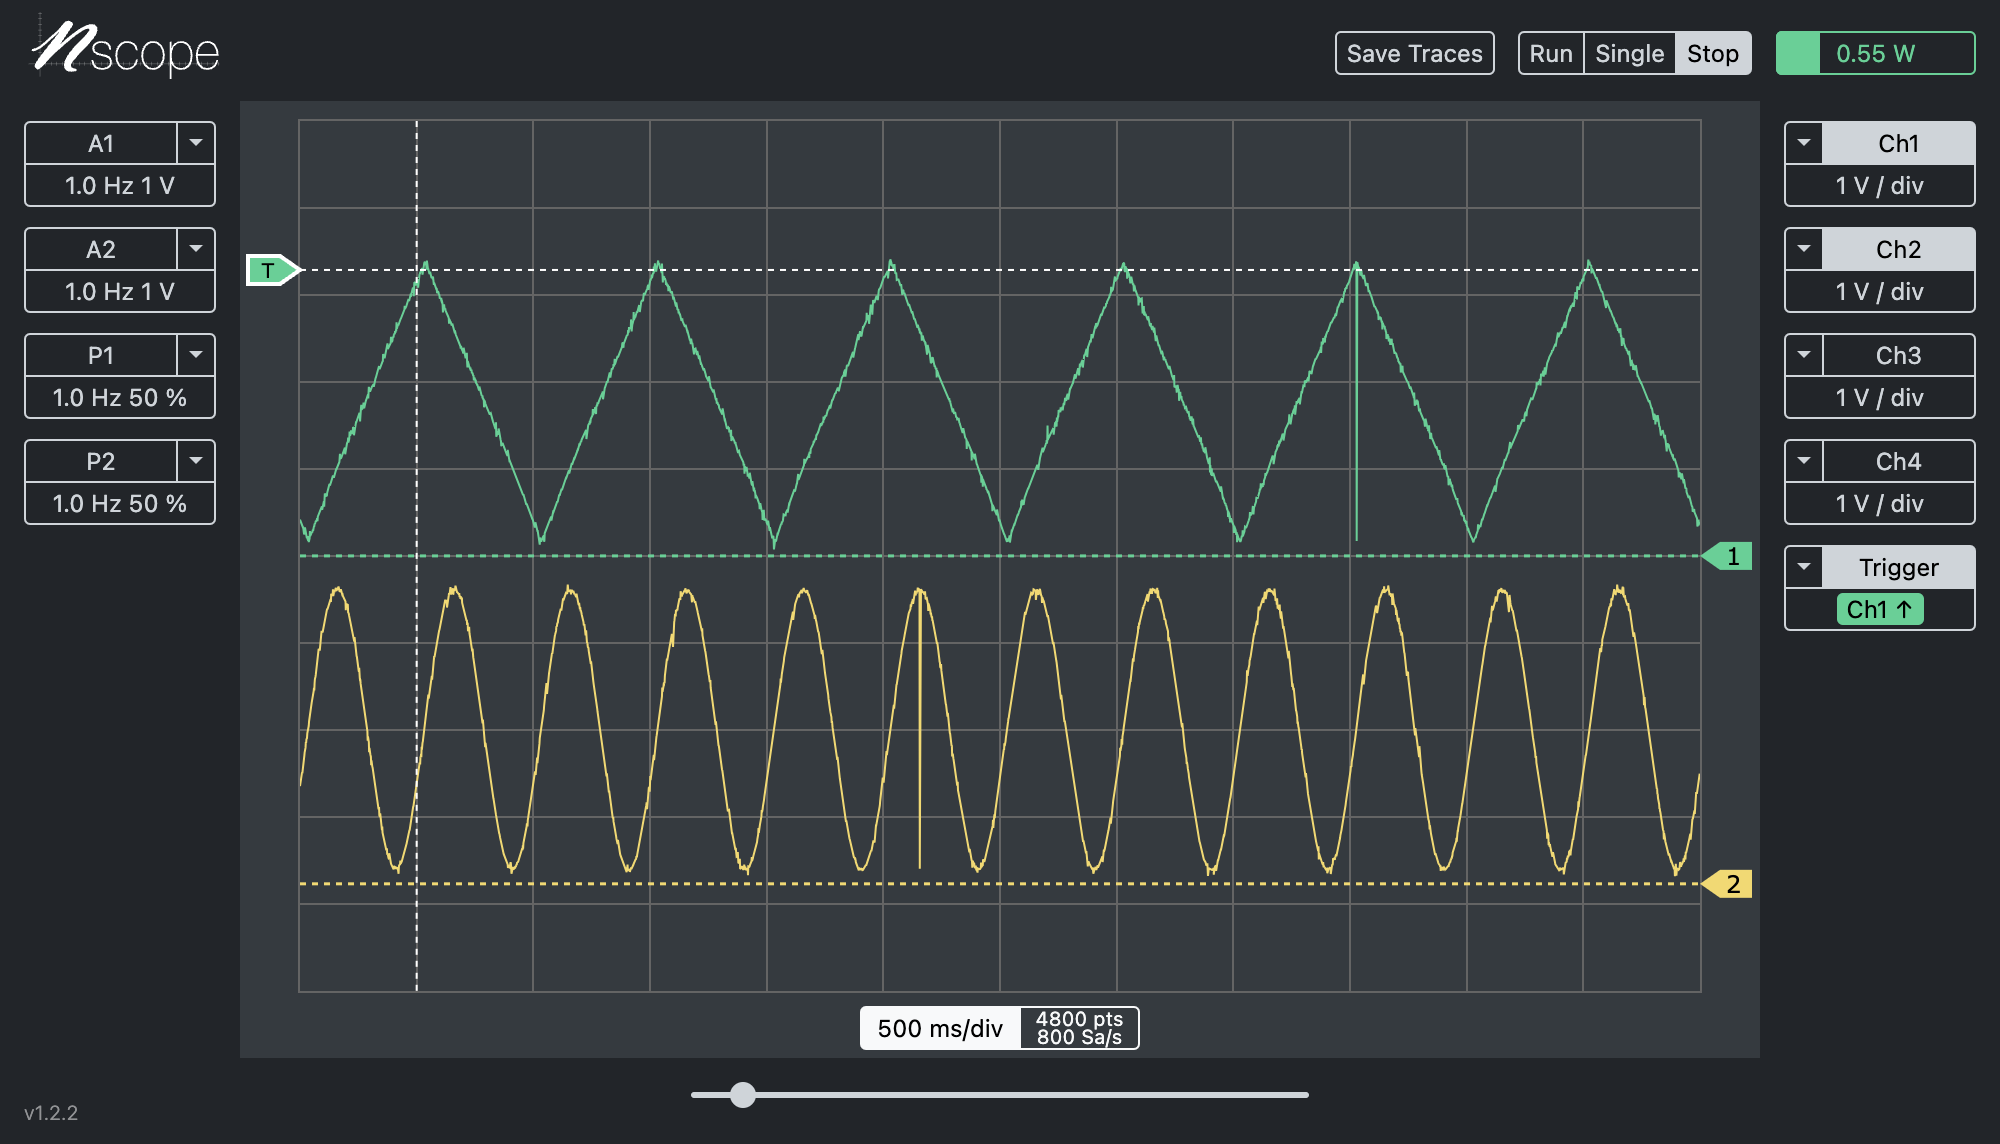 nscope
Save Traces
Run Single Stop
0.55 W
A1
1.0 Hz 1 V
A2
1.0 Hz 1 V
P1
1.0 Hz 50 %
P2
1.0 Hz 50 %
T
1
2
Ch1
1 V / div
Ch2
1 V / div
Ch3
1 V / div
Ch4
1 V / div
Trigger
Ch1 ↑
500 ms/div
4800 pts
800 Sa/s
v1.2.2